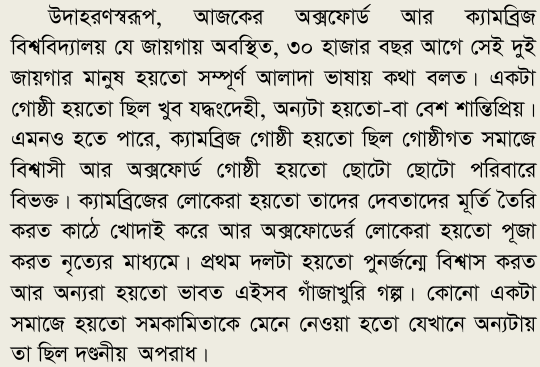 উদাহরণস্বরূপ, আজকের অক্সফোর্ড আর ক্যামব্রিজ
বিশ্ববিদ্যালয় যে জায়গায় অবস্থিত, ৩০ হাজার বছর আগে সেই দুই
জায়গার মানুষ হয়তো সম্পূর্ণ আলাদা ভাষায় কথা বলত। একটা
গোষ্ঠী হয়তো ছিল খুব যদ্ধংদেহী, অন্যটা হয়তো-বা বেশ শান্তিপ্রিয়।
এমনও হতে পারে, ক্যামব্রিজ গোষ্ঠী হয়তো ছিল গোষ্ঠীগত সমাজে
বিশ্বাসী আর অক্সফোর্ড গোষ্ঠী হয়তো ছোটো ছোটো পরিবারে
বিভক্ত। ক্যামব্রিজের লোকেরা হয়তো তাদের দেবতাদের মূর্তি তৈরি
করত কাঠে খোদাই করে আর অক্সফোডের্র লোকেরা হয়তো পূজা
করত নৃত্যের মাধ্যমে। প্রথম দলটা হয়তো পুনর্জন্মে বিশ্বাস করত
আর অন্যরা হয়তো ভাবত এইসব গাঁজাখুরি গল্প। কোনো একটা
সমাজে হয়তো সমকামিতাকে মেনে নেওয়া হতো যেখানে অন্যটায়
তা ছিল দণ্ডনীয় অপরাধ।